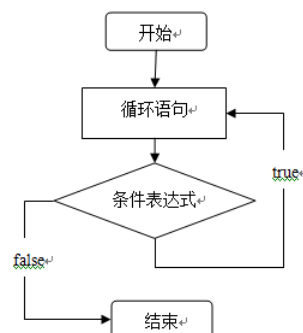 开始
循环语句
true
条件表达式
false
结束